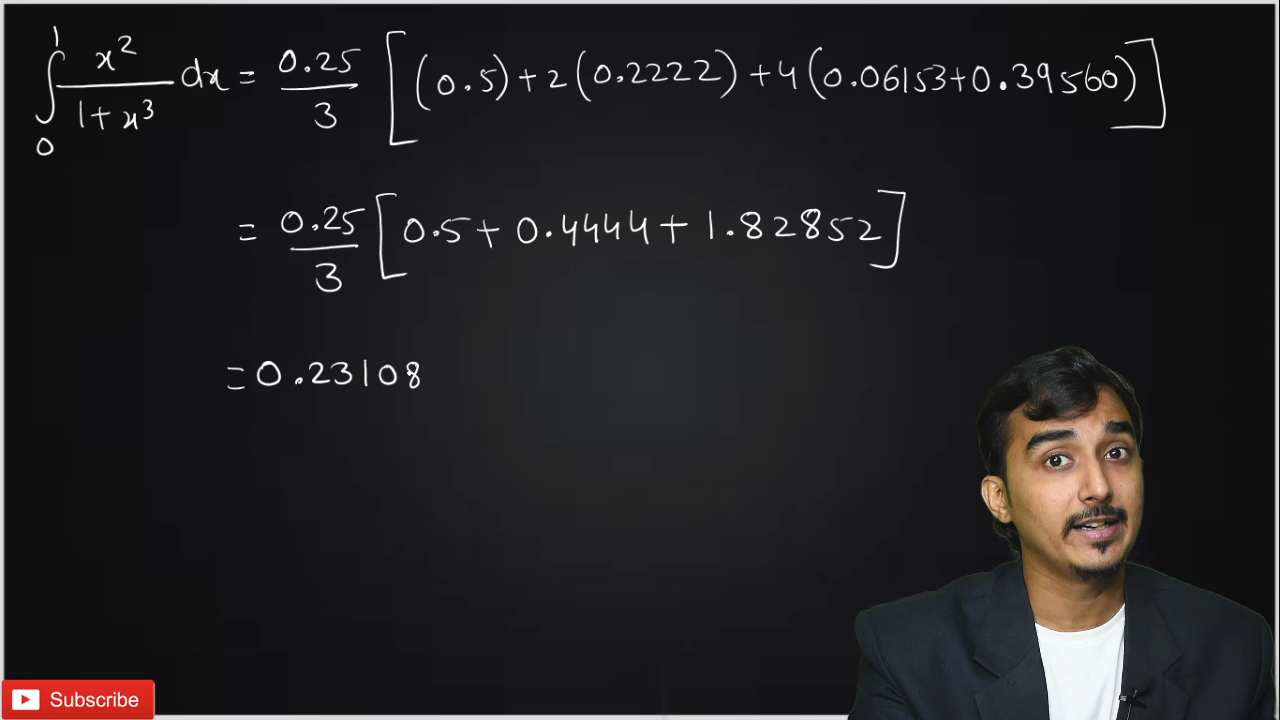 ∫₀¹ x²/(1+x³) dx = 0.25/3 [(0.5)+2(0.2222)+4(0.06153+0.39560)]
= 0.25/3 [0.5+0.4444+1.82852]
=0.23108
Subscribe